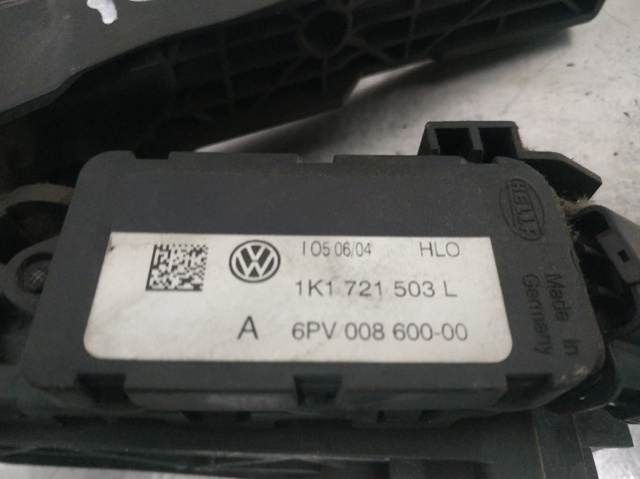 I 05 06/04 HLO
1K1 721 503 L
A 6PV 008 600-00
HELLA
Made in
Germany